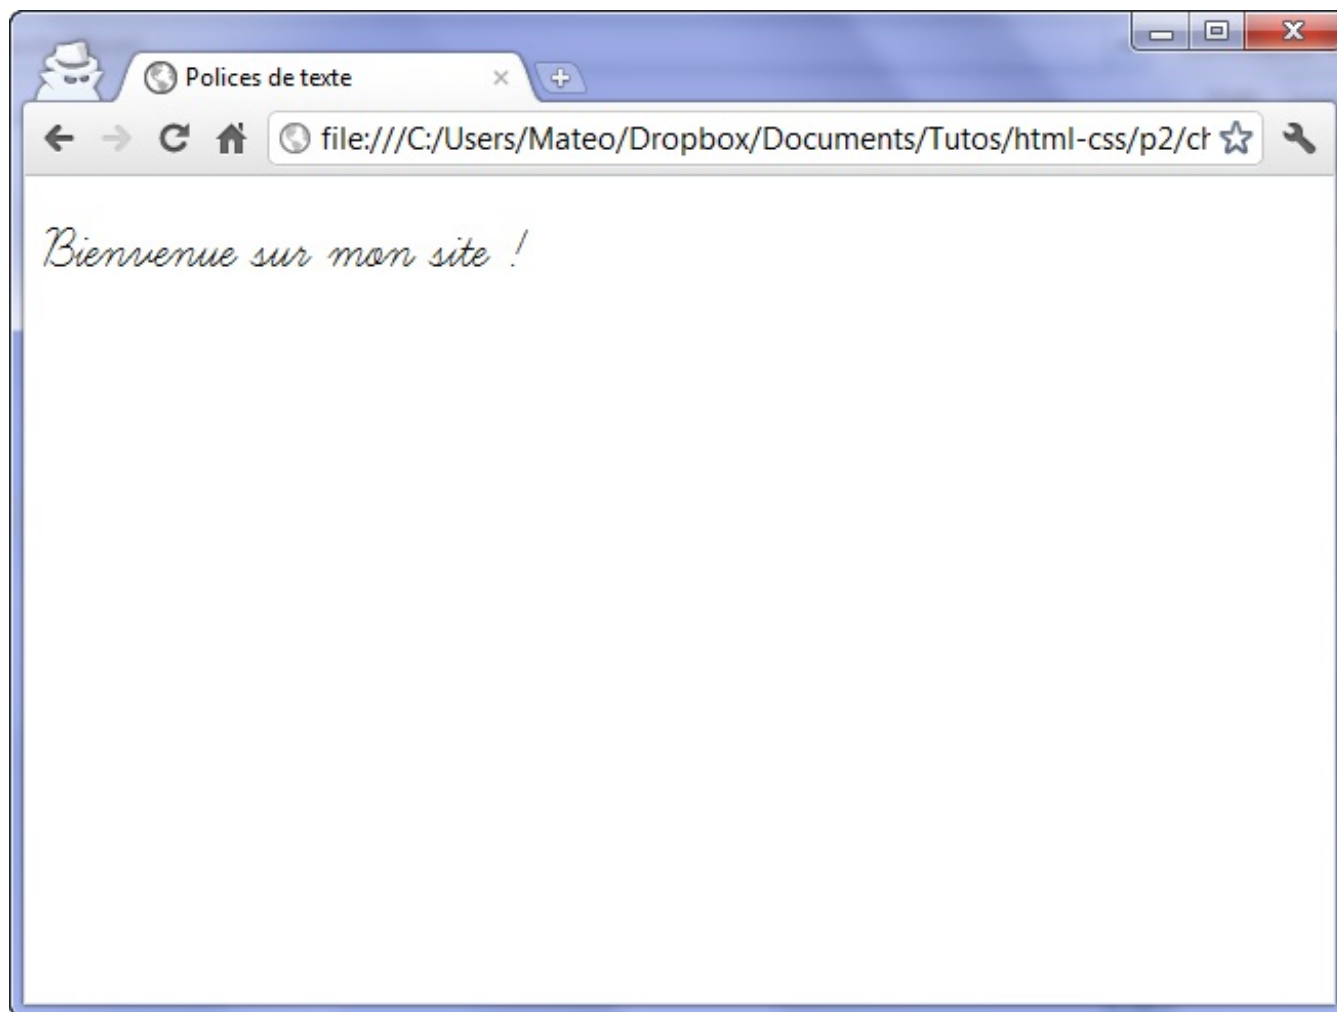 Polices de texte
file:///C:/Users/Mateo/Dropbox/Documents/Tutos/html-css/p2/ch
Bienvenue sur mon site !